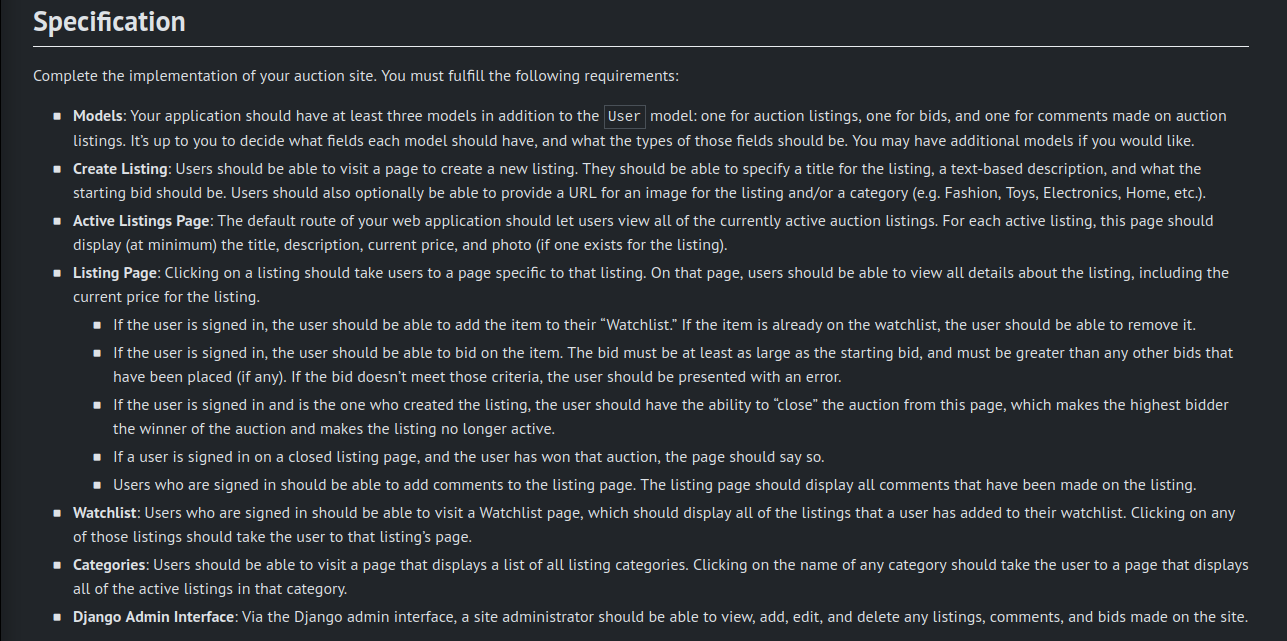 Specification
Complete the implementation of your auction site. You must fulfill the following requirements:
Models: Your application should have at least three models in addition to the User model: one for auction listings, one for bids, and one for comments made on auction
listings. It’s up to you to decide what fields each model should have, and what the types of those fields should be. You may have additional models if you would like.
Create Listing: Users should be able to visit a page to create a new listing. They should be able to specify a title for the listing, a text-based description, and what the
starting bid should be. Users should also optionally be able to provide a URL for an image for the listing and/or a category (e.g. Fashion, Toys, Electronics, Home, etc.).
Active Listings Page: The default route of your web application should let users view all of the currently active auction listings. For each active listing, this page should
display (at minimum) the title, description, current price, and photo (if one exists for the listing).
Listing Page: Clicking on a listing should take users to a page specific to that listing. On that page, users should be able to view all details about the listing, including the
current price for the listing.
If the user is signed in, the user should be able to add the item to their “Watchlist.” If the item is already on the watchlist, the user should be able to remove it.
If the user is signed in, the user should be able to bid on the item. The bid must be at least as large as the starting bid, and must be greater than any other bids that
have been placed (if any). If the bid doesn’t meet those criteria, the user should be presented with an error.
If the user is signed in and is the one who created the listing, the user should have the ability to “close” the auction from this page, which makes the highest bidder
the winner of the auction and makes the listing no longer active.
If a user is signed in on a closed listing page, and the user has won that auction, the page should say so.
Users who are signed in should be able to add comments to the listing page. The listing page should display all comments that have been made on the listing.
Watchlist: Users who are signed in should be able to visit a Watchlist page, which should display all of the listings that a user has added to their watchlist. Clicking on any
of those listings should take the user to that listing’s page.
Categories: Users should be able to visit a page that displays a list of all listing categories. Clicking on the name of any category should take the user to a page that displays
all of the active listings in that category.
Django Admin Interface: Via the Django admin interface, a site administrator should be able to view, add, edit, and delete any listings, comments, and bids made on the site.